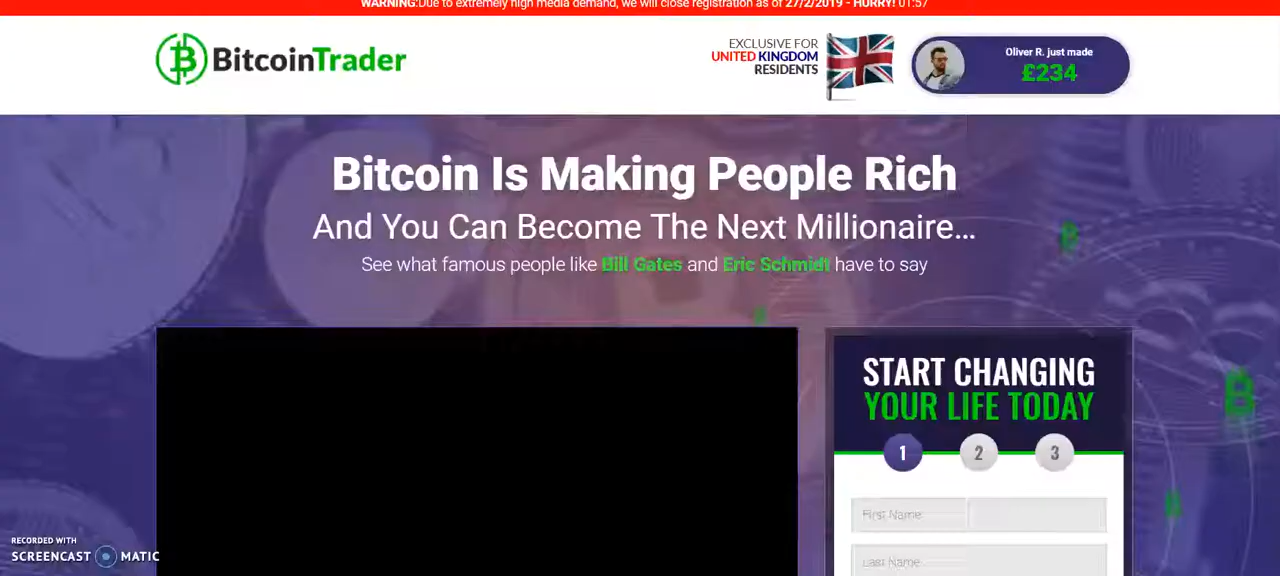 WARNING:Due to extremely high media demand, we will close registration as of 27/2/2019 - HURRY! 01:57
BitcoinTrader
EXCLUSIVE FOR
UNITED KINGDOM
RESIDENTS
Oliver R. just made
£234
Bitcoin Is Making People Rich
And You Can Become The Next Millionaire...
See what famous people like Bill Gates and Eric Schmidt have to say
START CHANGING
YOUR LIFE TODAY
1 2 3
First Name
Last Name
RECORDED WITH
SCREENCAST MATIC